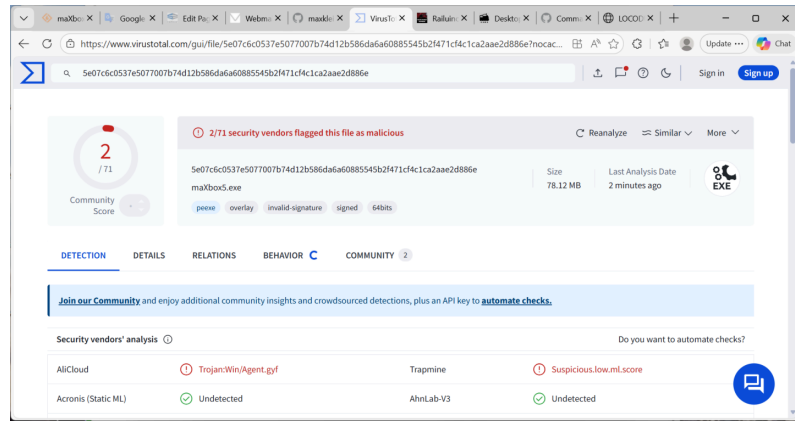 maXbo
Google
Edit Pag
Webma
maxkle
VirusTo
Railuin
Desktop
Comm
LOCOD
https://www.virustotal.com/gui/file/5e07c6c0537e5077007b74d12b586da6a60885545b2f471cf4c1ca2aae2d886e?nocac...
Update
Chat
5e07c6c0537e5077007b74d12b586da6a60885545b2f471cf4c1ca2aae2d886e
Sign in
Sign up
2
/ 71
Community
Score
2/71 security vendors flagged this file as malicious
Reanalyze
Similar
More
5e07c6c0537e5077007b74d12b586da6a60885545b2f471cf4c1ca2aae2d886e
maXbox5.exe
Size
78.12 MB
Last Analysis Date
2 minutes ago
EXE
peexe overlay invalid-signature signed 64bits
DETECTION DETAILS RELATIONS BEHAVIOR COMMUNITY 2
Join our Community and enjoy additional community insights and crowdsourced detections, plus an API key to automate checks.
Security vendors' analysis
Do you want to automate checks?
AliCloud
Trojan:Win/Agent.gyf
Trapmine
Suspicious.low.ml.score
Acronis (Static ML)
Undetected
AhnLab-V3
Undetected